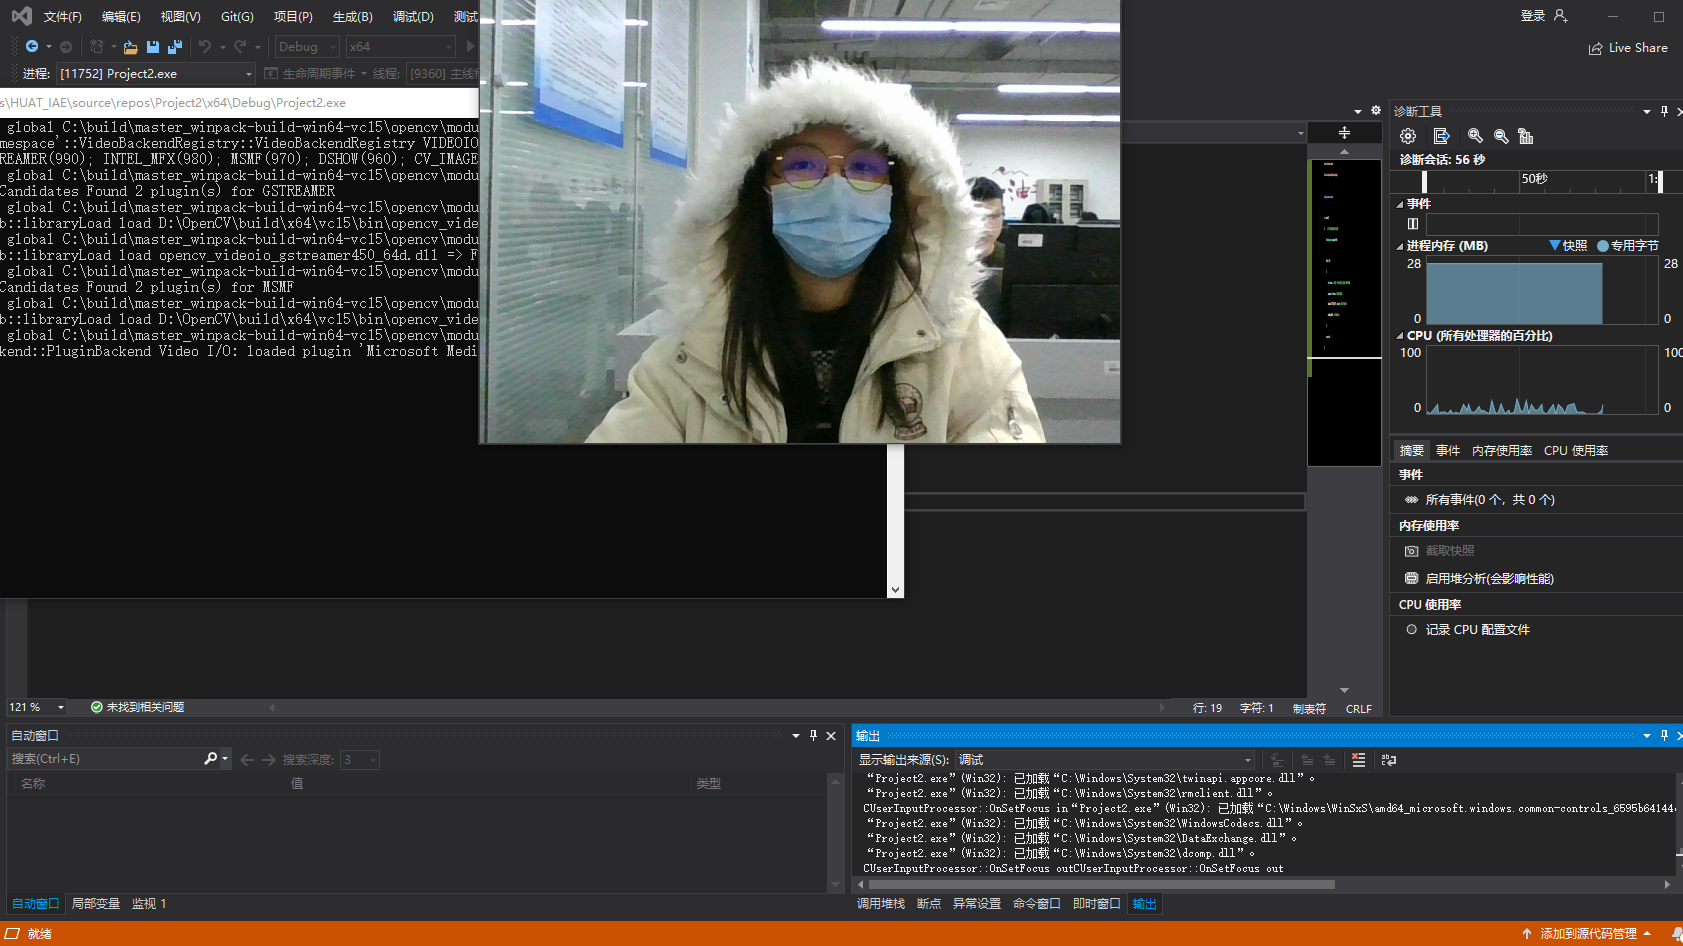 文件(F) 编辑(E) 视图(V) Git(G) 项目(P) 生成(B) 调试(D) 测试 登录
Debug x64 Live Share
进程: [11752] Project2.exe 生命周期事件 线程: [9360] 主线程
s\HUAT_IAE\source\repos\Project2\x64\Debug\Project2.exe
global C:\build\master_winpack-build-win64-vc15\opencv\modu
mespace'::VideoBackendRegistry::VideoBackendRegistry VIDEOIO
REAMER(990); INTEL_MFX(980); MSMF(970); DSHOW(960); CV_IMAGE
global C:\build\master_winpack-build-win64-vc15\opencv\modu
Candidates Found 2 plugin(s) for GSTREAMER
global C:\build\master_winpack-build-win64-vc15\opencv\modu
b::libraryLoad load D:\OpenCV\build\x64\vc15\bin\opencv_vide
global C:\build\master_winpack-build-win64-vc15\opencv\modu
b::libraryLoad load opencv_videoio_gstreamer450_64d.dll => F
global C:\build\master_winpack-build-win64-vc15\opencv\modu
Candidates Found 2 plugin(s) for MSMF
global C:\build\master_winpack-build-win64-vc15\opencv\modu
b::libraryLoad load D:\OpenCV\build\x64\vc15\bin\opencv_vide
global C:\build\master_winpack-build-win64-vc15\opencv\modu
kend::PluginBackend Video I/O: loaded plugin 'Microsoft Medi
诊断工具
诊断会话: 56 秒
50秒 1:
事件
进程内存 (MB) 快照 专用字节
28 28
0 0
CPU (所有处理器的百分比)
100 100
0 0
摘要 事件 内存使用率 CPU 使用率
事件
所有事件(0 个，共 0 个)
内存使用率
截取快照
启用堆分析(会影响性能)
CPU 使用率
记录 CPU 配置文件
121 % 未找到相关问题 行: 19 字符: 1 制表符 CRLF
自动窗口
搜索(Ctrl+E) 搜索深度: 3
名称 值 类型
自动窗口 局部变量 监视 1
输出
显示输出来源(S): 调试
“Project2.exe”(Win32): 已加载“C:\Windows\System32\twinapi.appcore.dll”。
“Project2.exe”(Win32): 已加载“C:\Windows\System32\rmclient.dll”。
CUserInputProcessor::OnSetFocus in“Project2.exe”(Win32): 已加载“C:\Windows\WinSxS\amd64_microsoft.windows.common-controls_6595b64144
“Project2.exe”(Win32): 已加载“C:\Windows\System32\WindowsCodecs.dll”。
“Project2.exe”(Win32): 已加载“C:\Windows\System32\DataExchange.dll”。
“Project2.exe”(Win32): 已加载“C:\Windows\System32\dcomp.dll”。
CUserInputProcessor::OnSetFocus outCUserInputProcessor::OnSetFocus out
调用堆栈 断点 异常设置 命令窗口 即时窗口 输出
就绪 添加到源代码管理